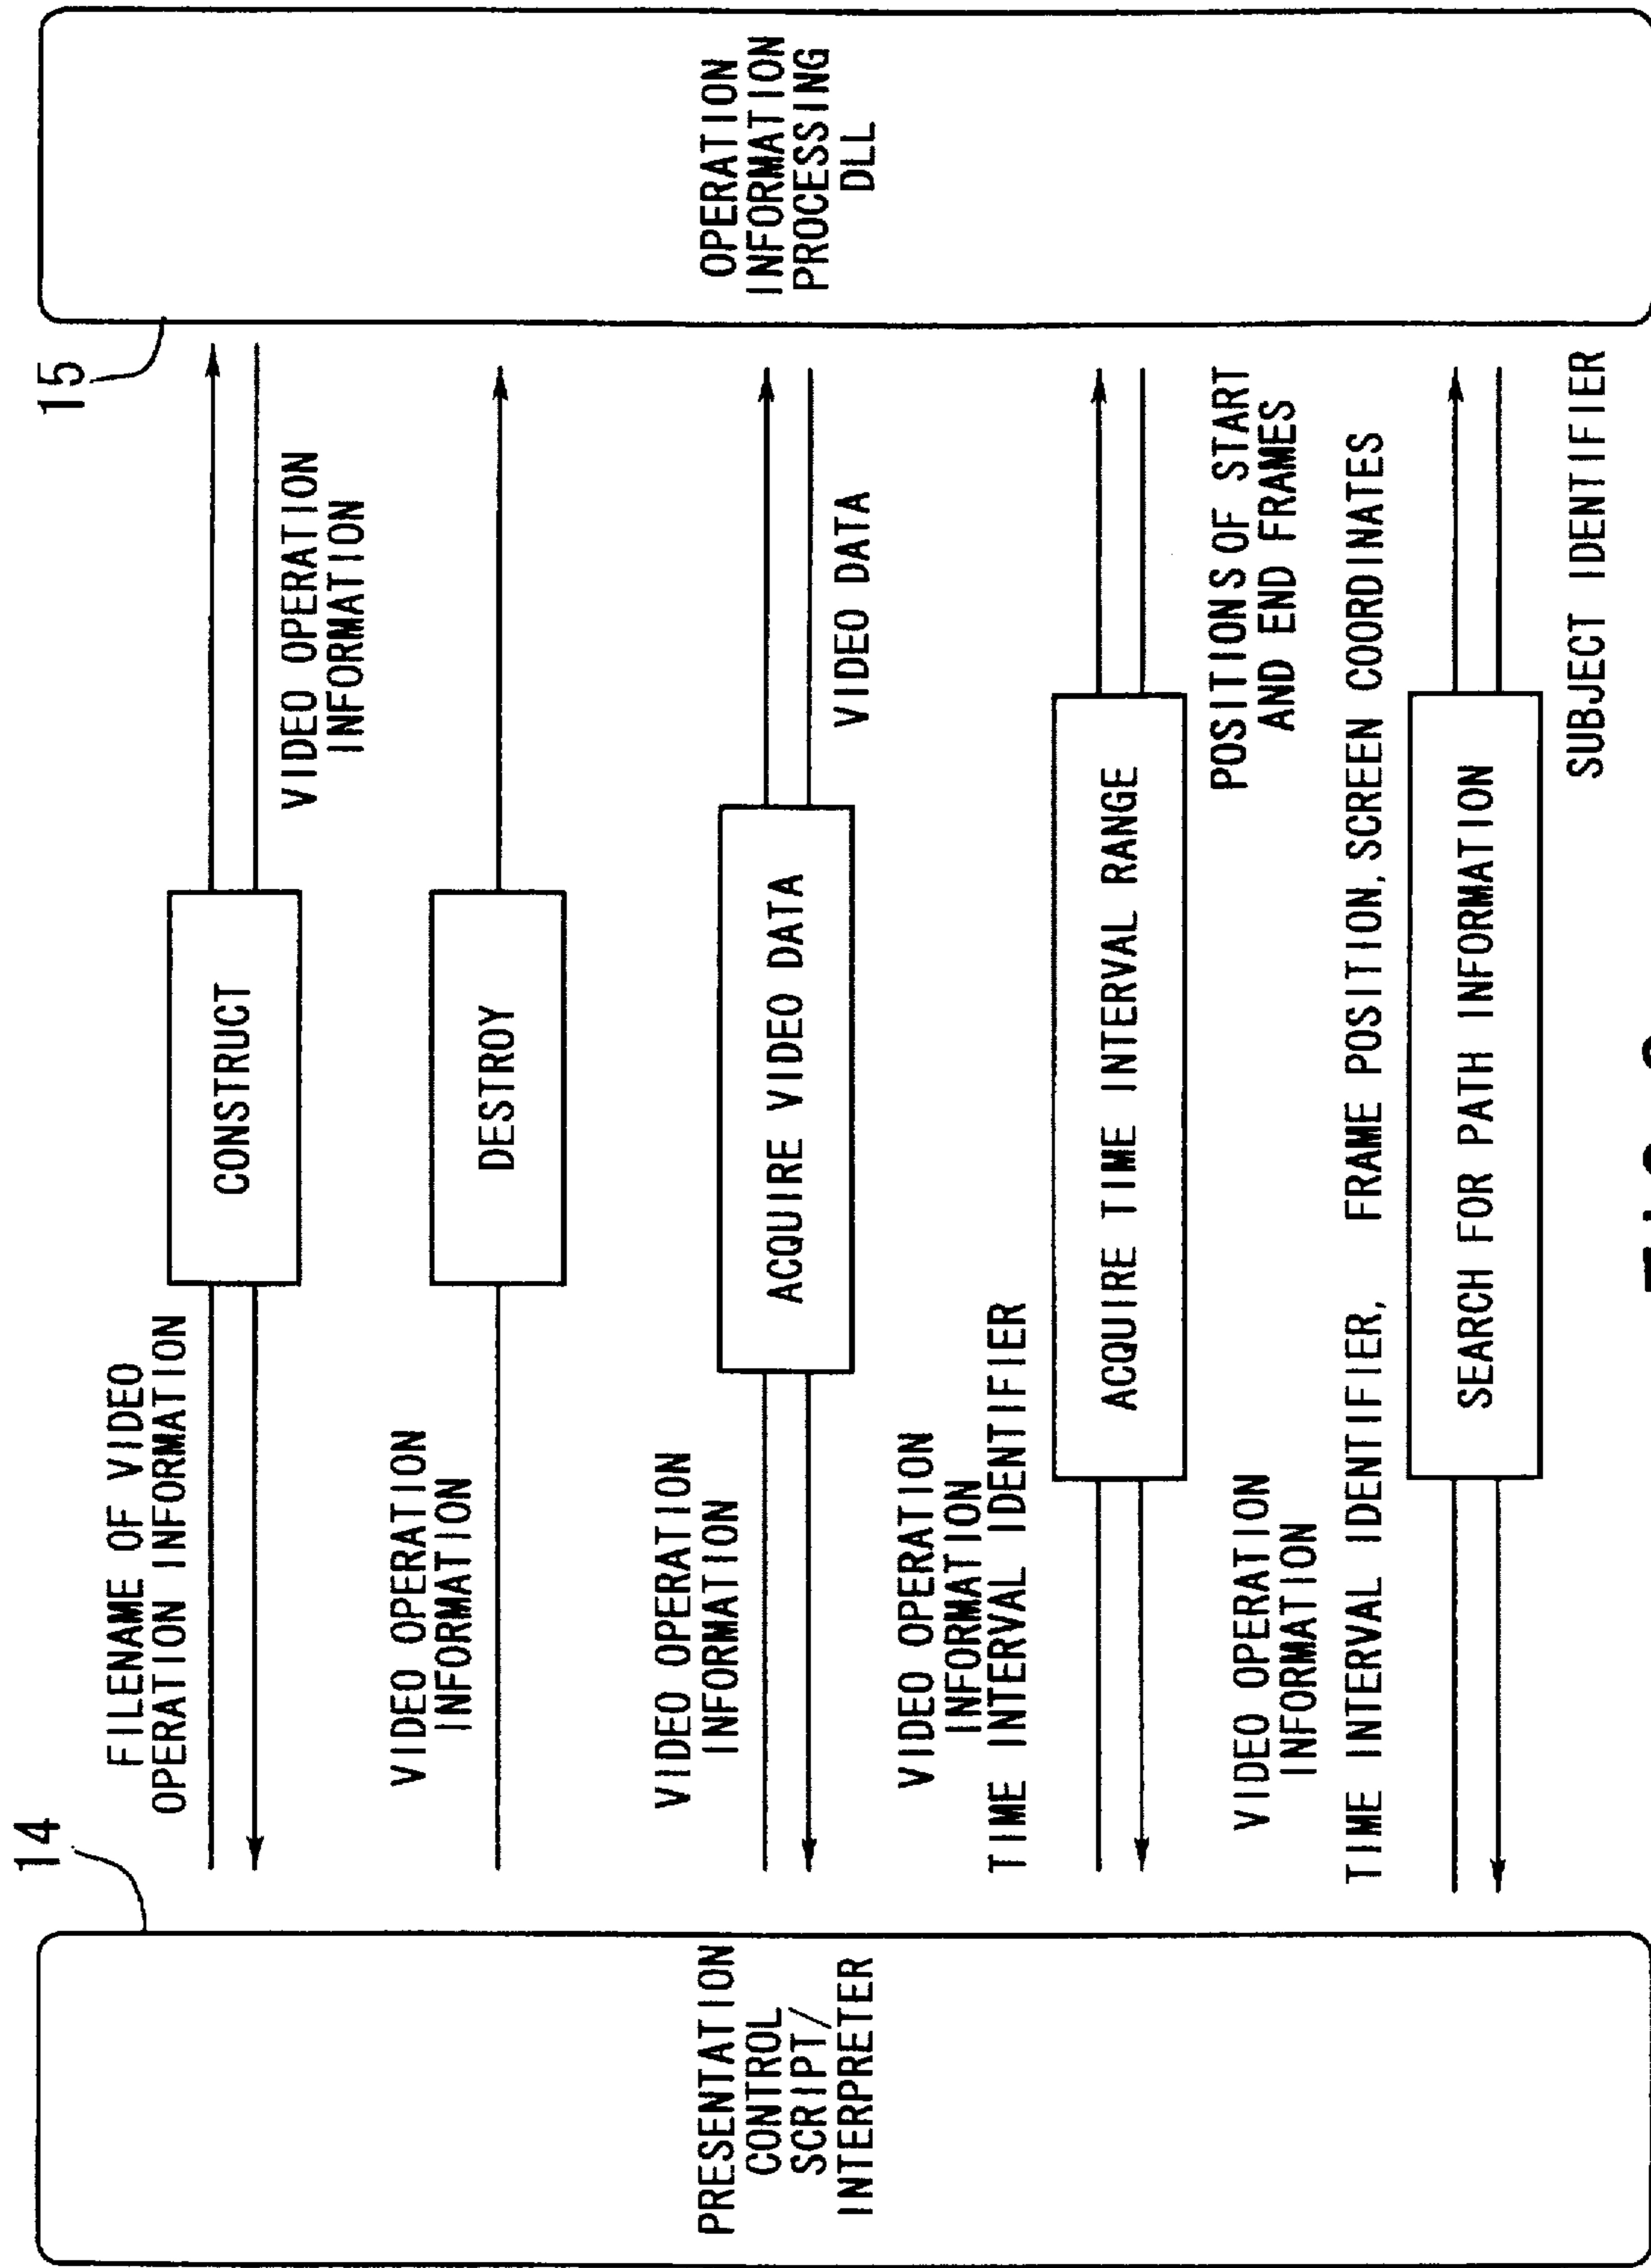 14
PRESENTATION
CONTROL
SCRIPT/
INTERPRETER
FILENAME OF VIDEO
OPERATION INFORMATION
CONSTRUCT
VIDEO OPERATION
INFORMATION
15
OPERATION
INFORMATION
PROCESSING
DLL
VIDEO OPERATION
INFORMATION
DESTROY
VIDEO OPERATION
INFORMATION
ACQUIRE VIDEO DATA
VIDEO DATA
VIDEO OPERATION
INFORMATION
TIME INTERVAL IDENTIFIER
ACQUIRE TIME INTERVAL RANGE
POSITIONS OF START
AND END FRAMES
VIDEO OPERATION
INFORMATION
TIME INTERVAL IDENTIFIER, FRAME POSITION, SCREEN COORDINATES
SEARCH FOR PATH INFORMATION
SUBJECT IDENTIFIER